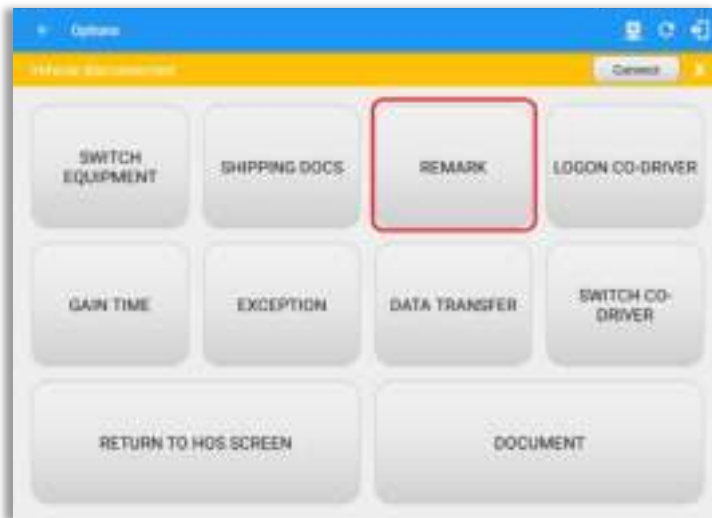 Options
Vehicle disconnected
Connect
X
SWITCH
EQUIPMENT
SHIPPING DOCS
REMARK
LOGON CO-DRIVER
GAIN TIME
EXCEPTION
DATA TRANSFER
SWITCH CO-
DRIVER
RETURN TO HOS SCREEN
DOCUMENT